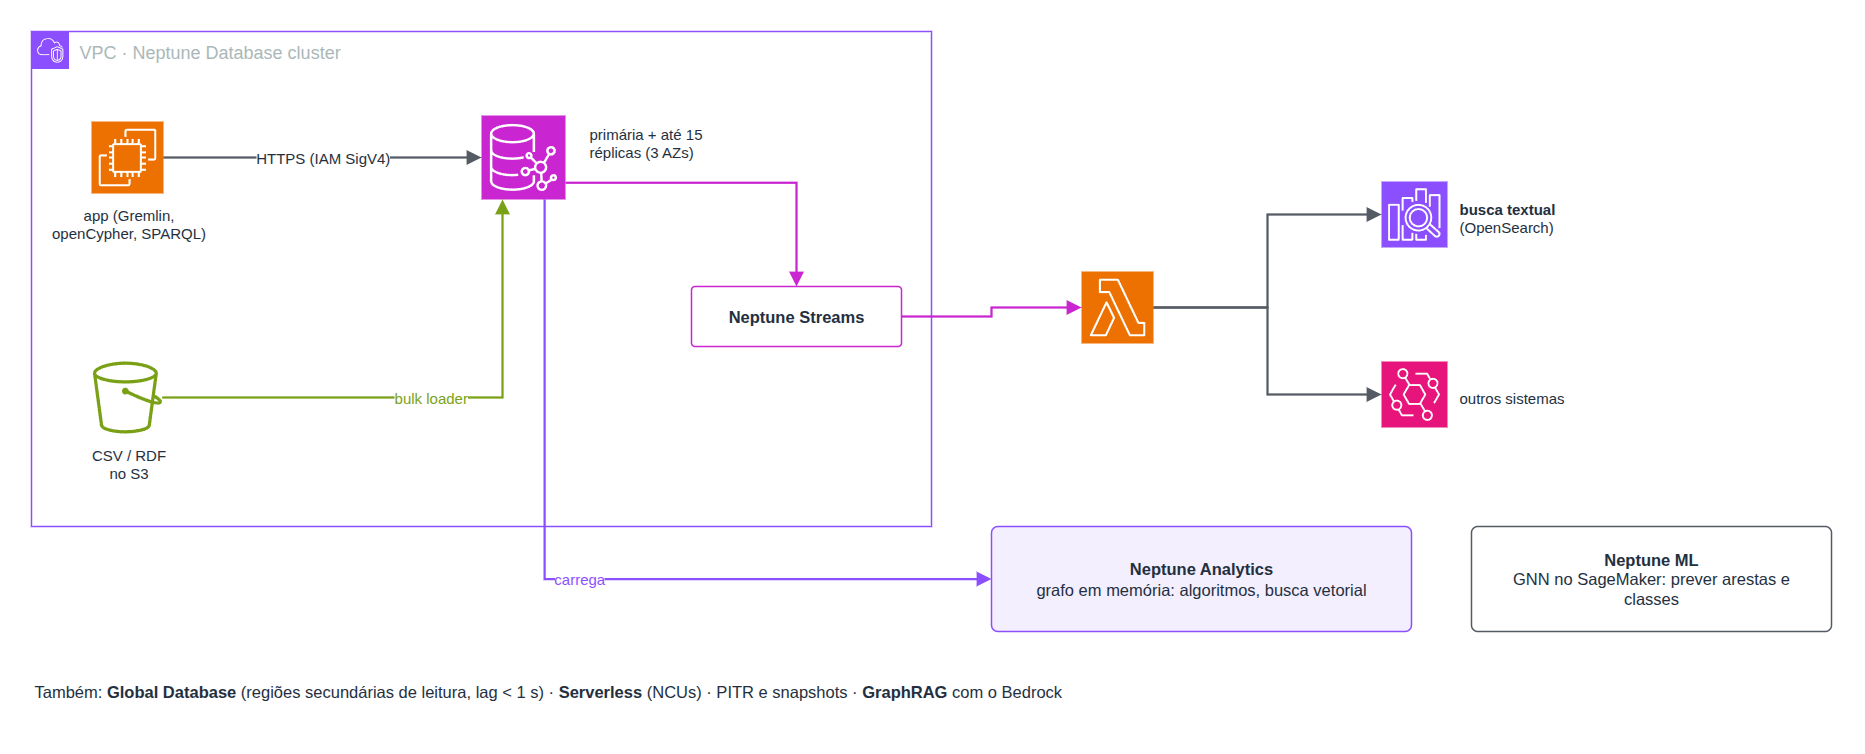 VPC · Neptune Database cluster
HTTPS (IAM SigV4)
primária + até 15
réplicas (3 AZs)
app (Gremlin,
openCypher, SPARQL)
busca textual
(OpenSearch)
Neptune Streams
bulk loader
outros sistemas
CSV / RDF
no S3
carrega
Neptune Analytics
grafo em memória: algoritmos, busca vetorial
Neptune ML
GNN no SageMaker: prever arestas e
classes
Também: Global Database (regiões secundárias de leitura, lag < 1 s) · Serverless (NCUs) · PITR e snapshots · GraphRAG com o Bedrock